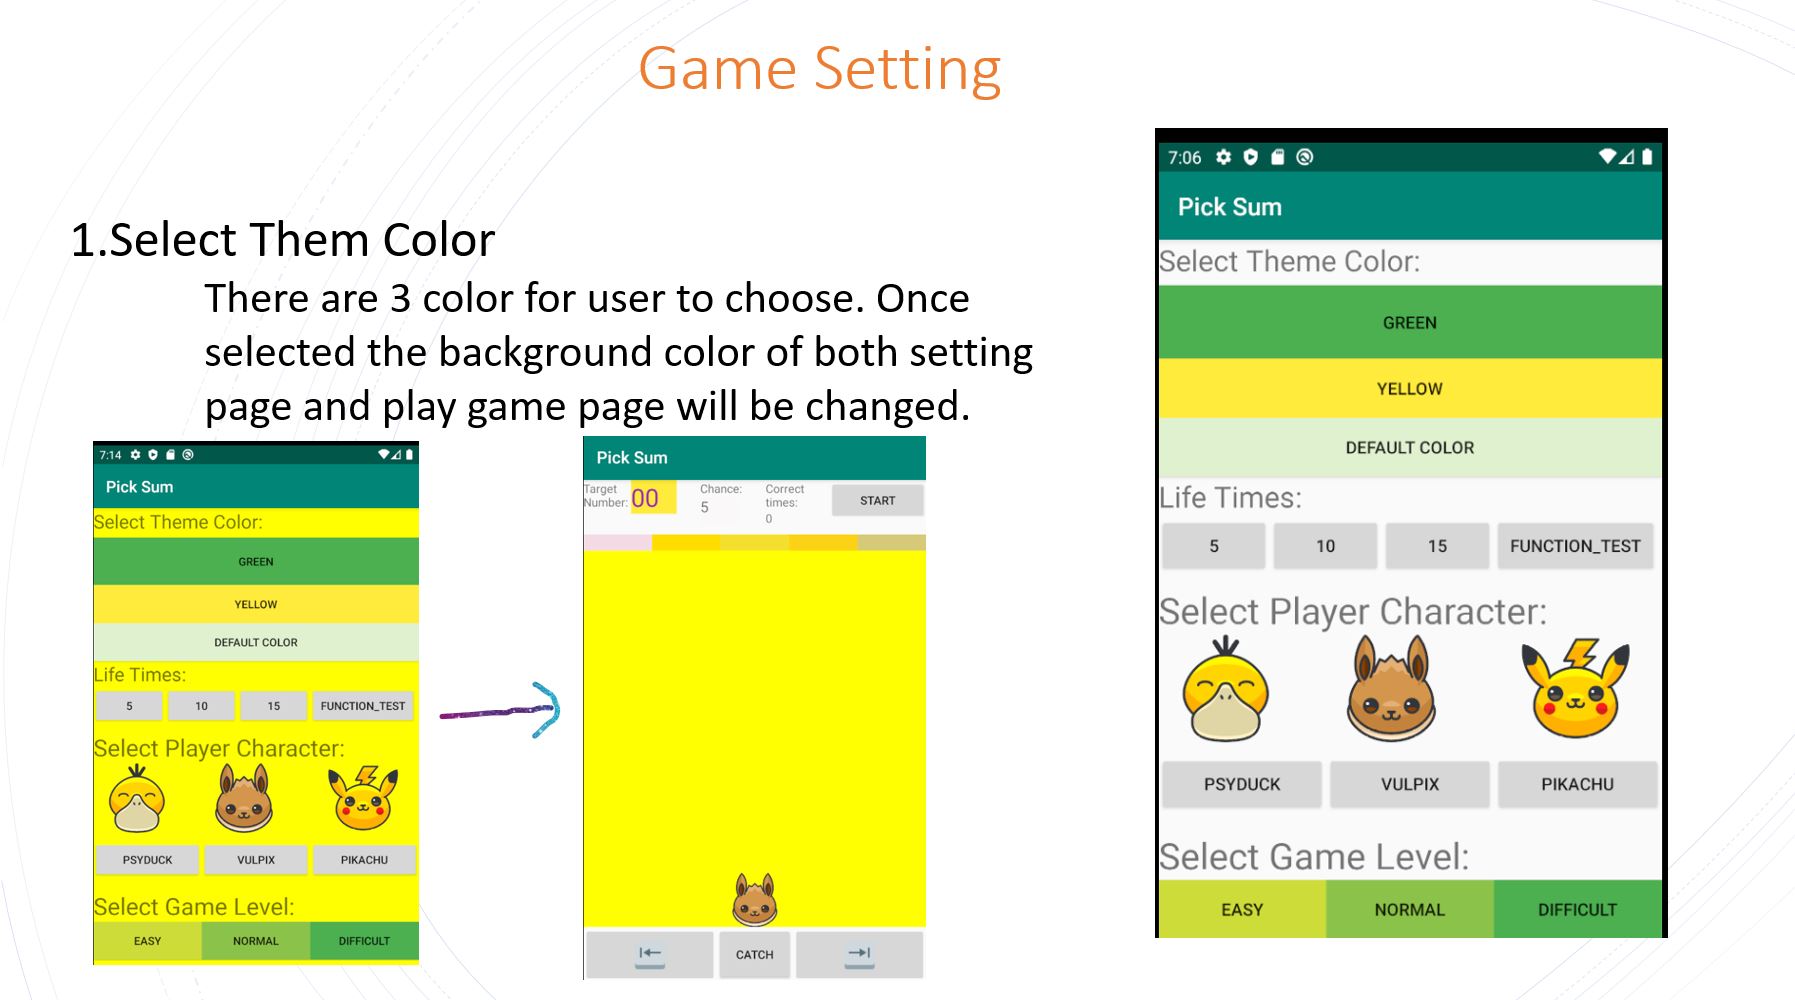 Game Setting
1.Select Them Color
There are 3 color for user to choose. Once
selected the background color of both setting
page and play game page will be changed.
7:14
Pick Sum
Select Theme Color:
GREEN
YELLOW
DEFAULT COLOR
Life Times:
5 10 15 FUNCTION_TEST
Select Player Character:
PSYDUCK VULPIX PIKACHU
Select Game Level:
EASY NORMAL DIFFICULT
Pick Sum
Target Number: 00 Chance: 5 Correct times: 0 START
CATCH
7:06
Pick Sum
Select Theme Color:
GREEN
YELLOW
DEFAULT COLOR
Life Times:
5 10 15 FUNCTION_TEST
Select Player Character:
PSYDUCK VULPIX PIKACHU
Select Game Level:
EASY NORMAL DIFFICULT